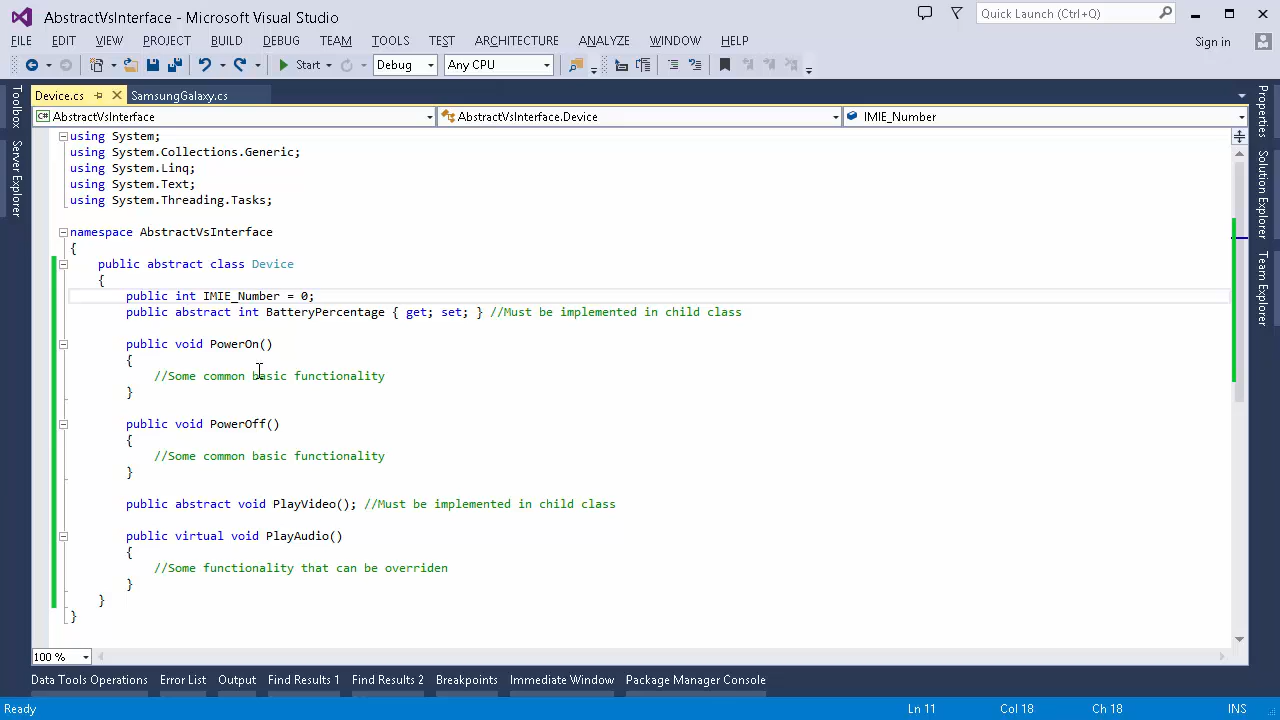 AbstractVsInterface - Microsoft Visual Studio
Quick Launch (Ctrl+Q)
FILE EDIT VIEW PROJECT BUILD DEBUG TEAM TOOLS TEST ARCHITECTURE ANALYZE WINDOW HELP
Sign in
Start Debug Any CPU
Device.cs SamsungGalaxy.cs
AbstractVsInterface AbstractVsInterface.Device IMIE_Number
Toolbox
Server Explorer
using System;
using System.Collections.Generic;
using System.Linq;
using System.Text;
using System.Threading.Tasks;
namespace AbstractVsInterface
{
public abstract class Device
{
public int IMIE_Number = 0;
public abstract int BatteryPercentage { get; set; } //Must be implemented in child class
public void PowerOn()
{
//Some common basic functionality
}
public void PowerOff()
{
//Some common basic functionality
}
public abstract void PlayVideo(); //Must be implemented in child class
public virtual void PlayAudio()
{
//Some functionality that can be overriden
}
}
}
Properties
Solution Explorer
Team Explorer
100 %
Data Tools Operations Error List Output Find Results 1 Find Results 2 Breakpoints Immediate Window Package Manager Console
Ready Ln 11 Col 18 Ch 18 INS